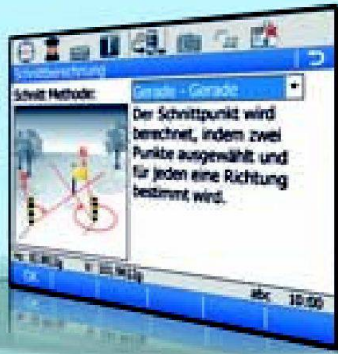 Schnittberechnung
Schnitt Methode:
Gerade - Gerade
Der Schnittpunkt wird
berechnet, indem zwei
Punkte ausgewählt und
für jeden eine Richtung
bestimmt wird.
abc 10:00
OK